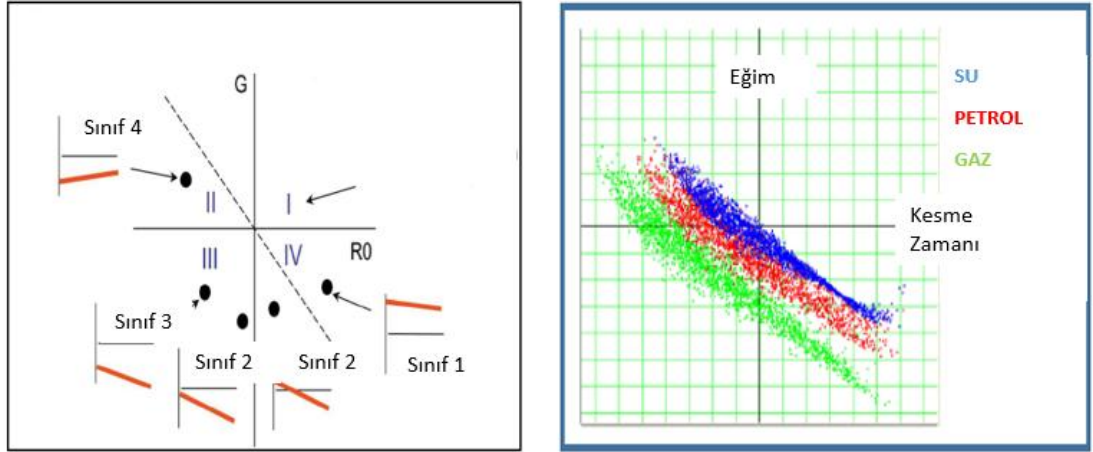 G
Sınıf 4
II
I
III
IV
R0
Sınıf 3
Sınıf 2
Sınıf 2
Sınıf 1
Eğim
SU
PETROL
GAZ
Kesme
Zamanı